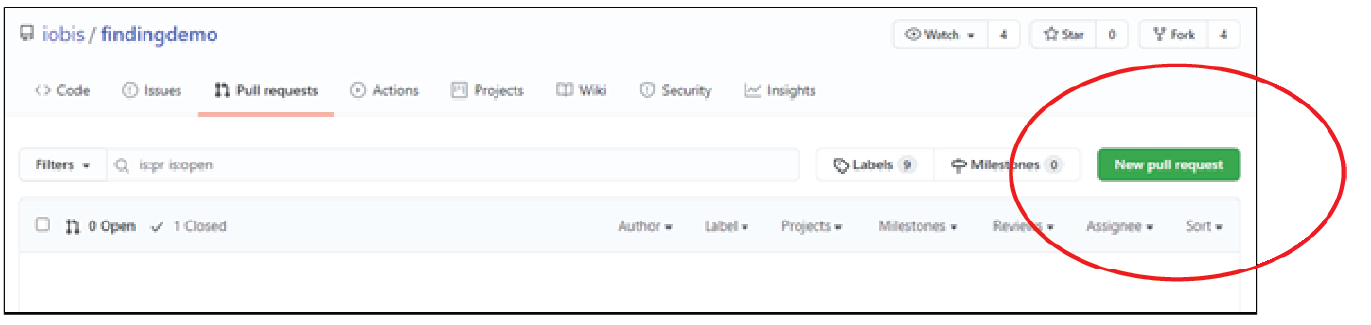 iobis / findingdemo Watch 4 Star 0 Fork 4
Code Issues Pull requests Actions Projects Wiki Security Insights
Filters is:pr is:open Labels 9 Milestones 0 New pull request
0 Open 1 Closed Author Label Projects Milestones Reviews Assignee Sort